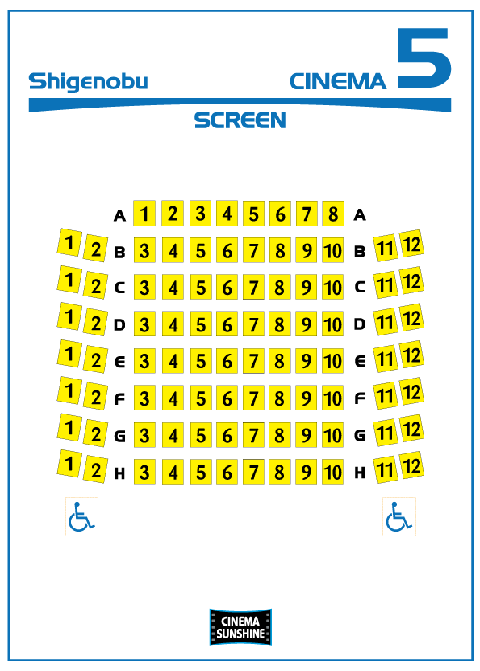 5
Shigenobu CINEMA
SCREEN
A 1 2 3 4 5 6 7 8 A
1 2 B 3 4 5 6 7 8 9 10 B 11 12
1 2 C 3 4 5 6 7 8 9 10 C 11 12
1 2 D 3 4 5 6 7 8 9 10 D 11 12
1 2 E 3 4 5 6 7 8 9 10 E 11 12
1 2 F 3 4 5 6 7 8 9 10 F 11 12
1 2 G 3 4 5 6 7 8 9 10 G 11 12
1 2 H 3 4 5 6 7 8 9 10 H 11 12
CINEMA
SUNSHINE